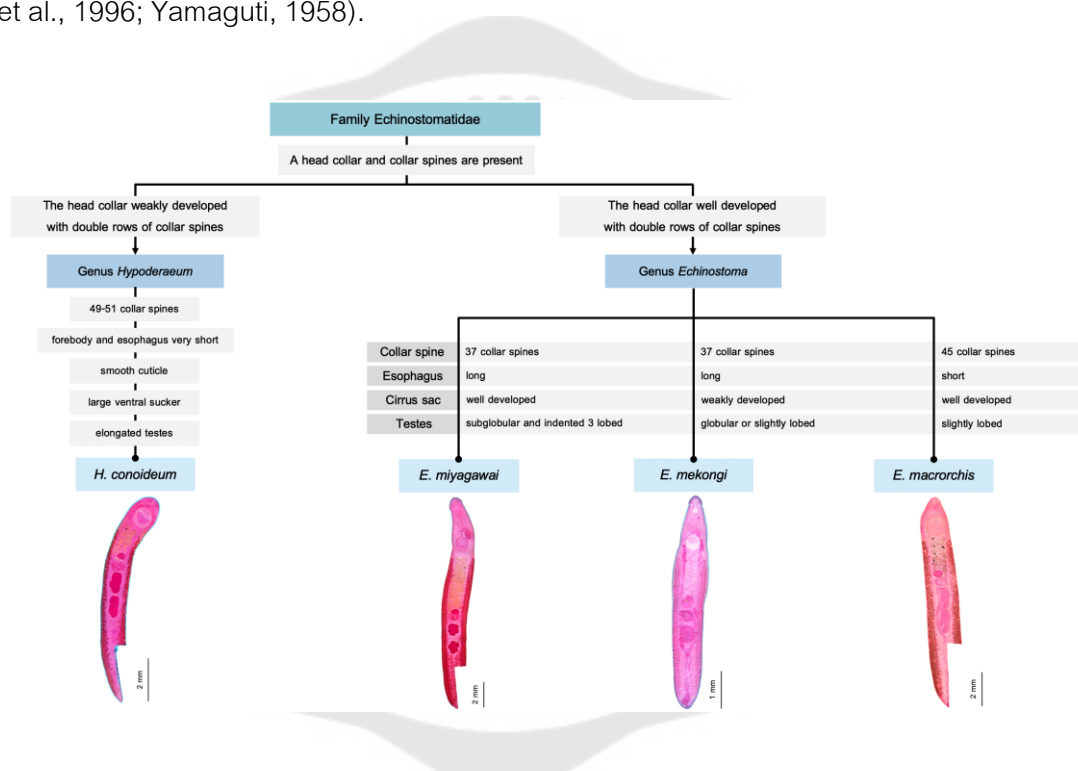 et al., 1996; Yamaguti, 1958).
Family Echinostomatidae
A head collar and collar spines are present
The head collar weakly developed
with double rows of collar spines
Genus Hypoderaeum
49-51 collar spines
forebody and esophagus very short
smooth cuticle
large ventral sucker
elongated testes
H. conoideum
2 mm
The head collar well developed
with double rows of collar spines
Genus Echinostoma
Collar spine 37 collar spines 37 collar spines 45 collar spines
Esophagus long long short
Cirrus sac well developed weakly developed well developed
Testes subglobular and indented 3 lobed globular or slightly lobed slightly lobed
E. miyagawai E. mekongi E. macrorchis
2 mm 1 mm 2 mm